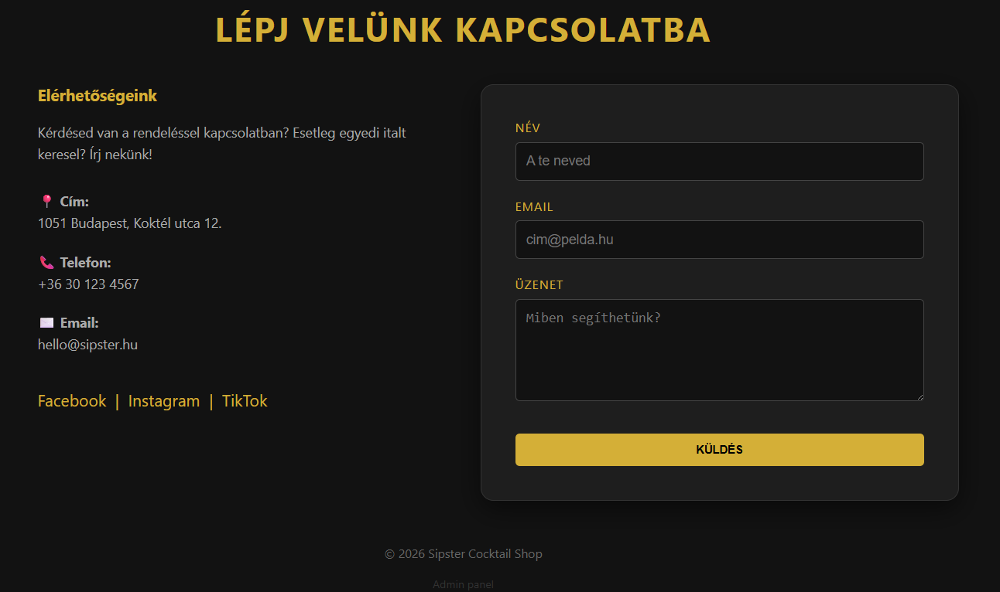 LÉPJ VELÜNK KAPCSOLATBA
Elérhetőségeink
Kérdésed van a rendeléssel kapcsolatban? Esetleg egyedi italt
keresel? Írj nekünk!
Cím:
1051 Budapest, Koktél utca 12.
Telefon:
+36 30 123 4567
Email:
hello@sipster.hu
Facebook | Instagram | TikTok
NÉV
A te neved
EMAIL
cim@pelda.hu
ÜZENET
Miben segíthetünk?
KÜLDÉS
© 2026 Sipster Cocktail Shop
Admin panel